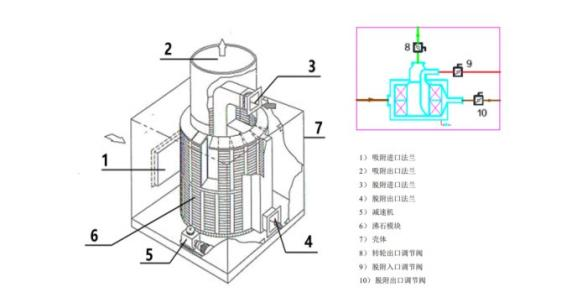 2
3
7
1
6
5
4
8
9
10
1） 吸附进口法兰
2） 吸附出口法兰
3） 脱附进口法兰
4） 脱附出口法兰
5） 减速机
6） 沸石模块
7） 壳体
8） 转轮出口调节阀
9） 脱附入口调节阀
10） 脱附出口调节阀